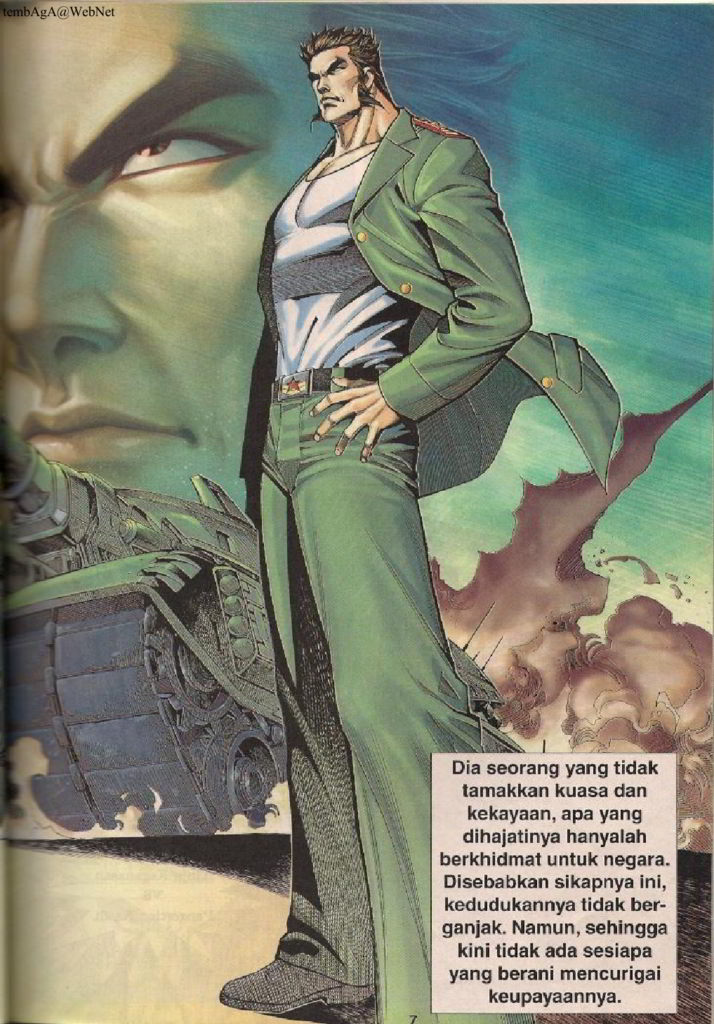 tembAgA@WebNet
Dia seorang yang tidak
tamakkan kuasa dan
kekayaan, apa yang
dihajatinya hanyalah
berkhidmat untuk negara.
Disebabkan sikapnya ini,
kedudukannya tidak ber-
ganjak. Namun, sehingga
kini tidak ada sesiapa
yang berani mencurigai
keupayaannya.
7